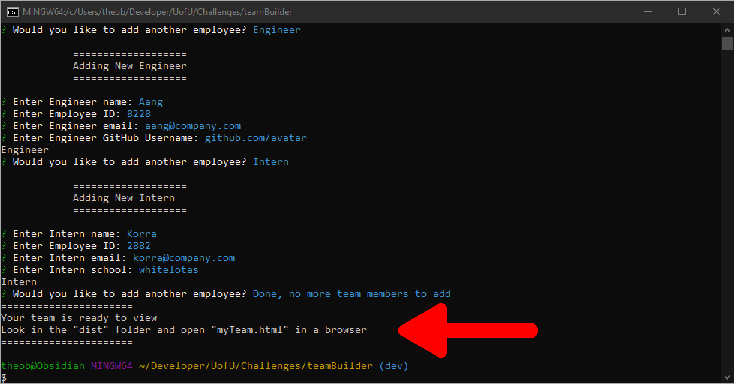 MINGW64:/c/Users/theob/Developer/UofU/Challenges/teamBuilder
? Would you like to add another employee? Engineer
===================
Adding New Engineer
===================
? Enter Engineer name: Aang
? Enter Employee ID: 8228
? Enter Engineer email: aang@company.com
? Enter Engineer GitHub Username: github.com/avatar
Engineer
? Would you like to add another employee? Intern
===================
Adding New Intern
===================
? Enter Intern name: Korra
? Enter Employee ID: 2882
? Enter Intern email: korra@company.com
? Enter Intern school: whitelotas
Intern
? Would you like to add another employee? Done, no more team members to add
======================
Your team is ready to view
Look in the "dist" folder and open "myTeam.html" in a browser
======================
theob@Obsidian MINGW64 ~/Developer/UofU/Challenges/teamBuilder (dev)
$